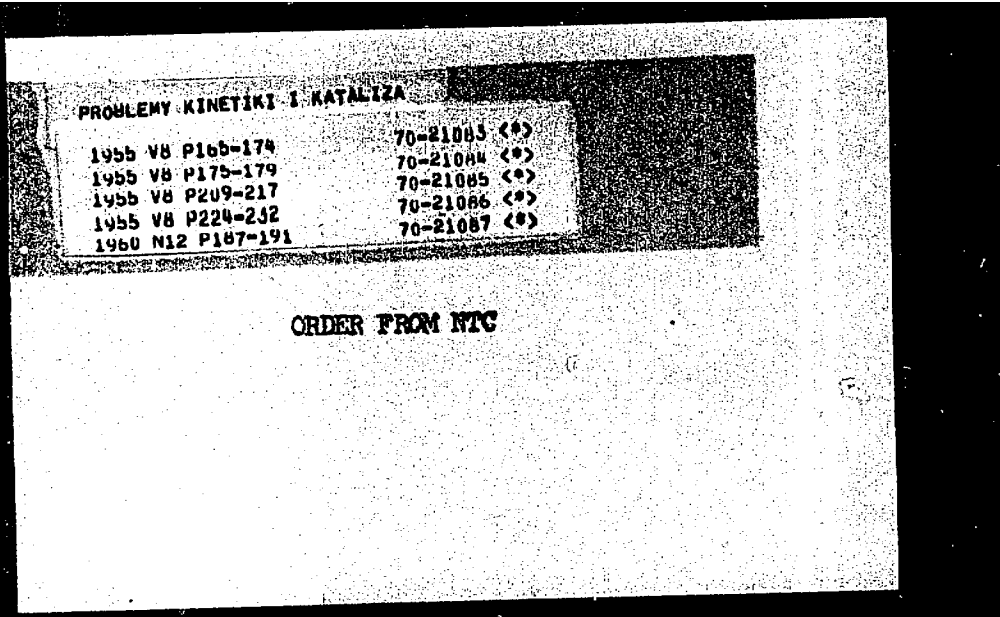 PROBLEMY KINETIKI I KATALIZA
1955 V8 P165-174 70-21083 <*>
1955 V8 P175-179 70-21084 <*>
1955 V8 P209-217 70-21085 <*>
1955 V8 P224-232 70-21086 <*>
1960 N12 P187-191 70-21087 <*>
ORDER FROM NTC